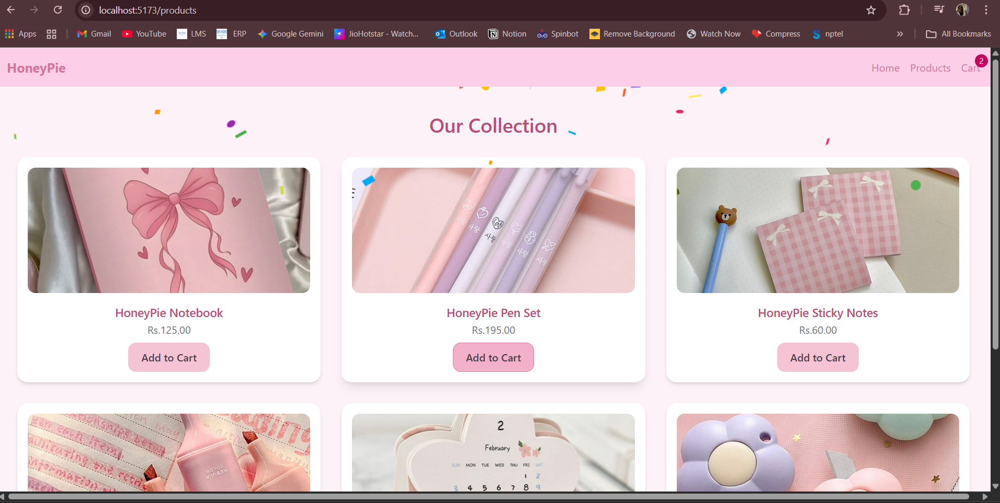 localhost:5173/products
Apps
Gmail
YouTube
LMS
ERP
Google Gemini
JioHotstar - Watch...
Outlook
Notion
Spinbot
Remove Background
Watch Now
Compress
nptel
All Bookmarks
HoneyPie
Home
Products
Cart
2
Our Collection
사랑 사랑 사랑 사랑 사랑 사랑
HoneyPie Notebook
Rs.125.00
Add to Cart
HoneyPie Pen Set
Rs.195.00
Add to Cart
HoneyPie Sticky Notes
Rs.60.00
Add to Cart
NEBULA
COLOR
2
February
SUN MON TUE WED THU FRI SAT
1 2
3 4 5 6 7 8 9